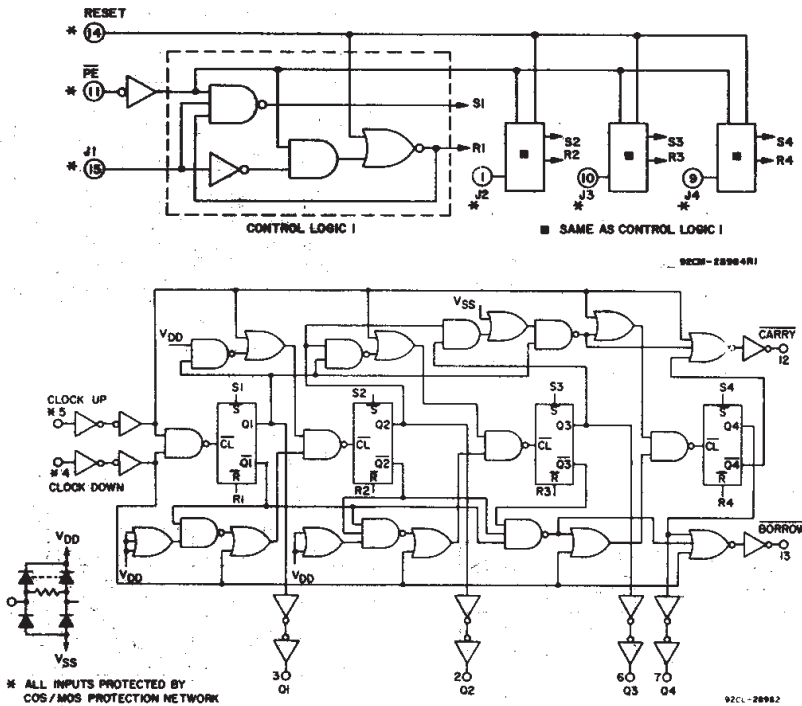 RESET
* 14
PE
* 11
J1
* 15
S1
R1
CONTROL LOGIC 1
1
J2
*
S2
R2
10
J3
*
S3
R3
9
J4
*
S4
R4
■ SAME AS CONTROL LOGIC 1
92CM-28984R1
VDD
VSS
CARRY
12
CLOCK UP
* 5
* 4
CLOCK DOWN
S1
S
Q1
CL
Q1
R
R1
S2
S
Q2
CL
Q2
R
R2
S3
S
Q3
CL
Q3
R
R3
S4
S
Q4
CL
Q4
R
R4
VDD
VDD
BORROW
13
VDD
VSS
3
Q1
2
Q2
6
Q3
7
Q4
* ALL INPUTS PROTECTED BY
COS/MOS PROTECTION NETWORK
92CL-28982